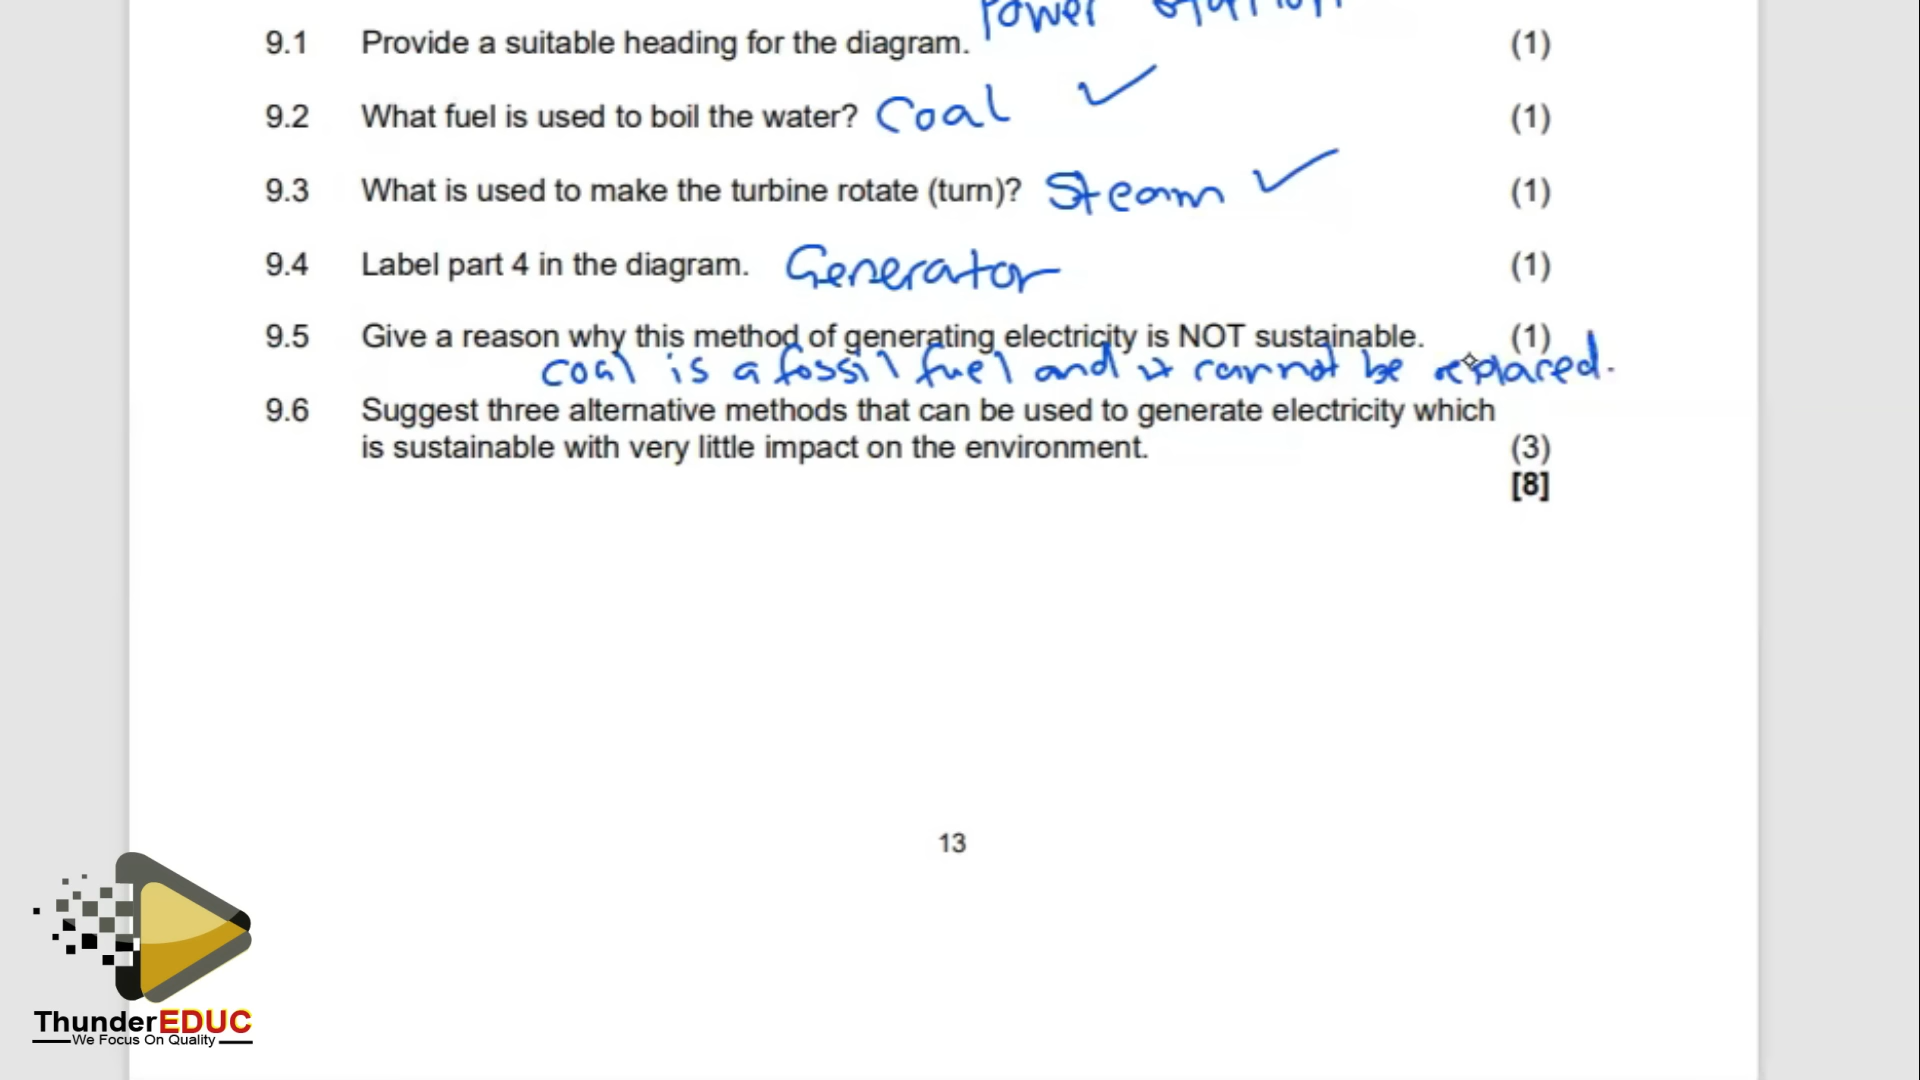 Power station
9.1 Provide a suitable heading for the diagram. (1)
9.2 What fuel is used to boil the water? Coal ✓ (1)
9.3 What is used to make the turbine rotate (turn)? Steam ✓ (1)
9.4 Label part 4 in the diagram. Generator (1)
9.5 Give a reason why this method of generating electricity is NOT sustainable. (1)
coal is a fossil fuel and it cannot be replaced.
9.6 Suggest three alternative methods that can be used to generate electricity which
is sustainable with very little impact on the environment. (3)
[8]
13
ThunderEDUC
We Focus On Quality